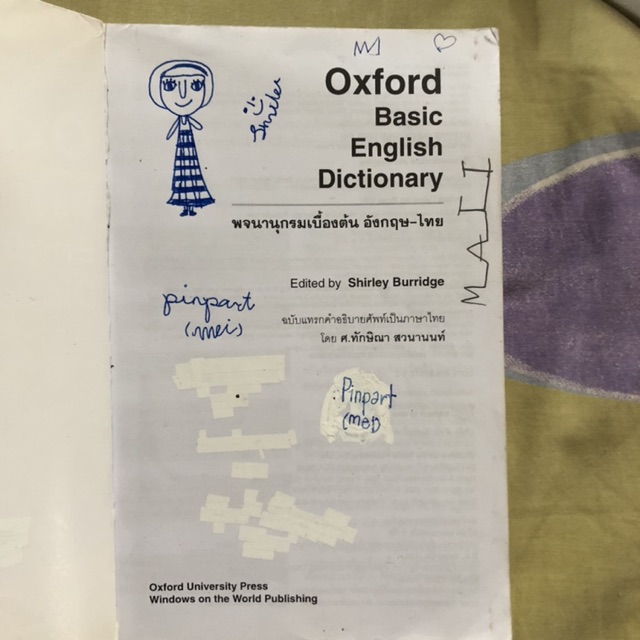 Smiles
Oxford
Basic
English
Dictionary
พจนานุกรมเบื้องต้น อังกฤษ-ไทย
MALI
Edited by Shirley Burridge
pinpart
(mei)
ฉบับแทรกคำอธิบายศัพท์เป็นภาษาไทย
โดย ศ.ทักษิณา สวนานนท์
Pinpart
(mei)
Oxford University Press
Windows on the World Publishing